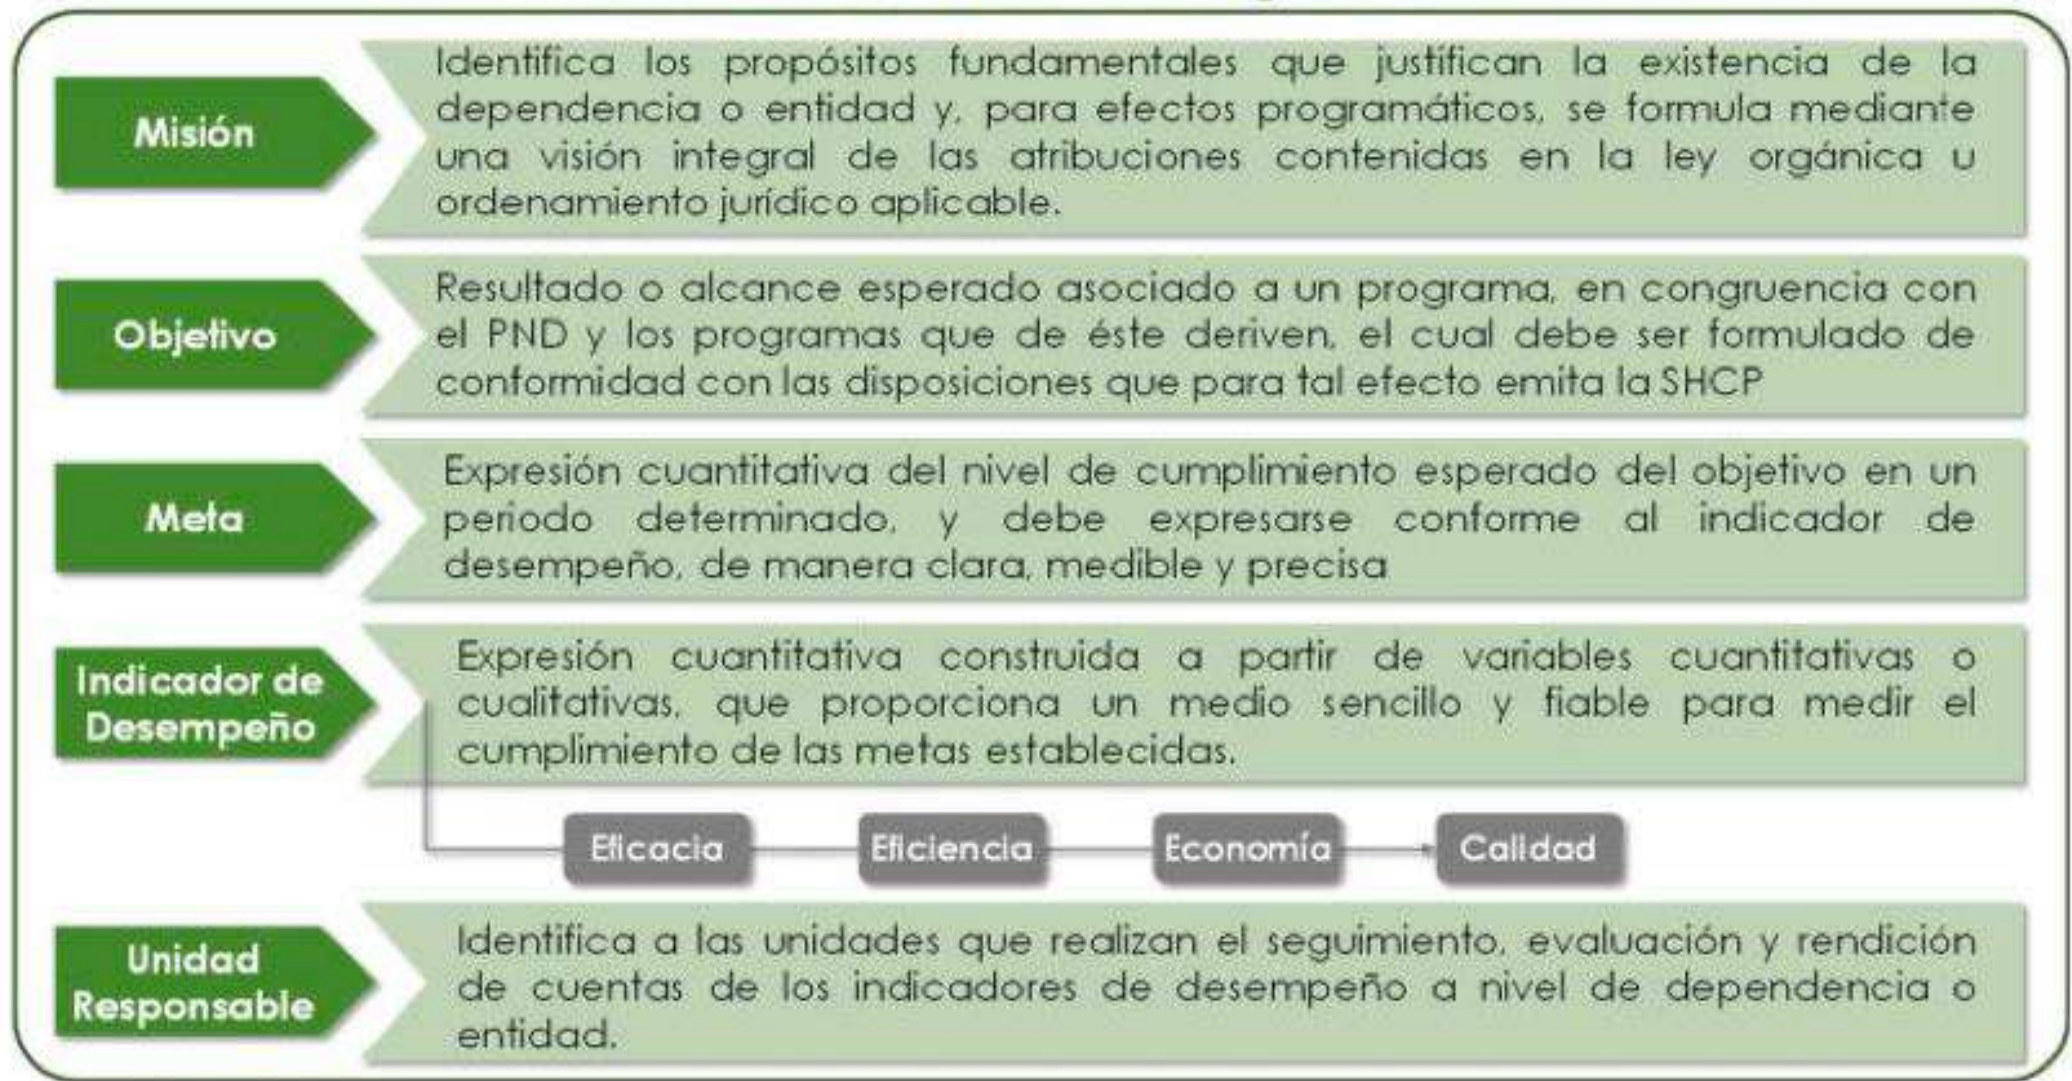 Misión
Identifica los propósitos fundamentales que justifican la existencia de la
dependencia o entidad y, para efectos programáticos, se formula mediante
una visión integral de las atribuciones contenidas en la ley orgánica u
ordenamiento jurídico aplicable.
Objetivo
Resultado o alcance esperado asociado a un programa, en congruencia con
el PND y los programas que de éste deriven, el cual debe ser formulado de
conformidad con las disposiciones que para tal efecto emita la SHCP
Meta
Expresión cuantitativa del nivel de cumplimiento esperado del objetivo en un
periodo determinado, y debe expresarse conforme al indicador de
desempeño, de manera clara, medible y precisa
Indicador de
Desempeño
Expresión cuantitativa construida a partir de variables cuantitativas o
cualitativas, que proporciona un medio sencillo y fiable para medir el
cumplimiento de las metas establecidas.
Eficacia
Eficiencia
Economía
Calidad
Unidad
Responsable
Identifica a las unidades que realizan el seguimiento, evaluación y rendición
de cuentas de los indicadores de desempeño a nivel de dependencia o
entidad.